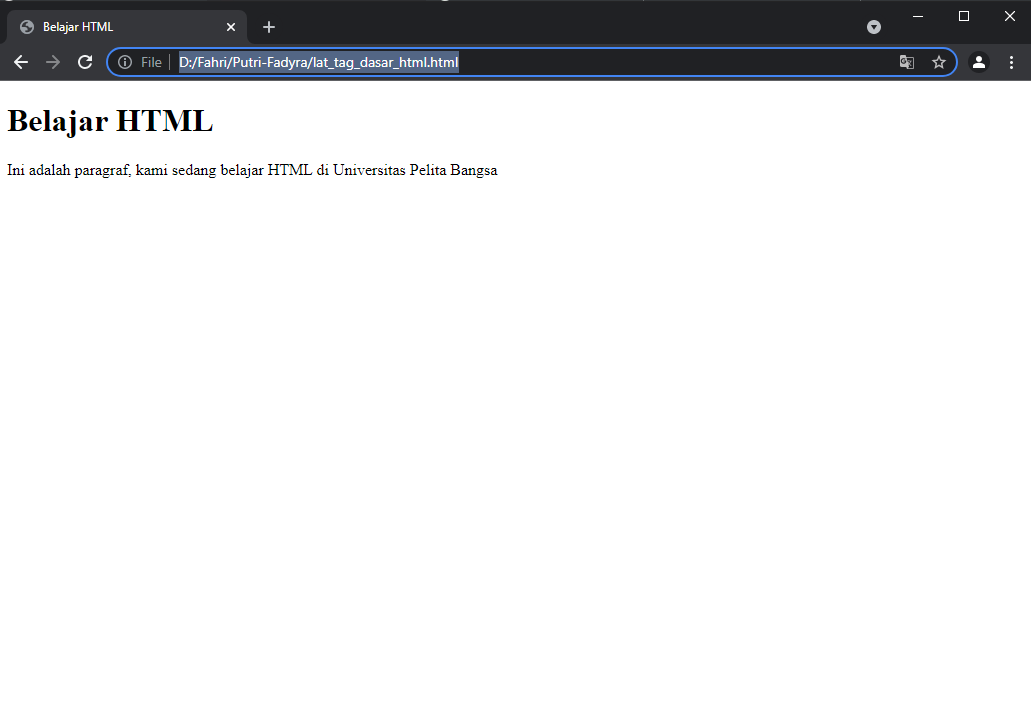 Belajar HTML
File
D:/Fahri/Putri-Fadyra/lat_tag_dasar_html.html
Belajar HTML
Ini adalah paragraf, kami sedang belajar HTML di Universitas Pelita Bangsa